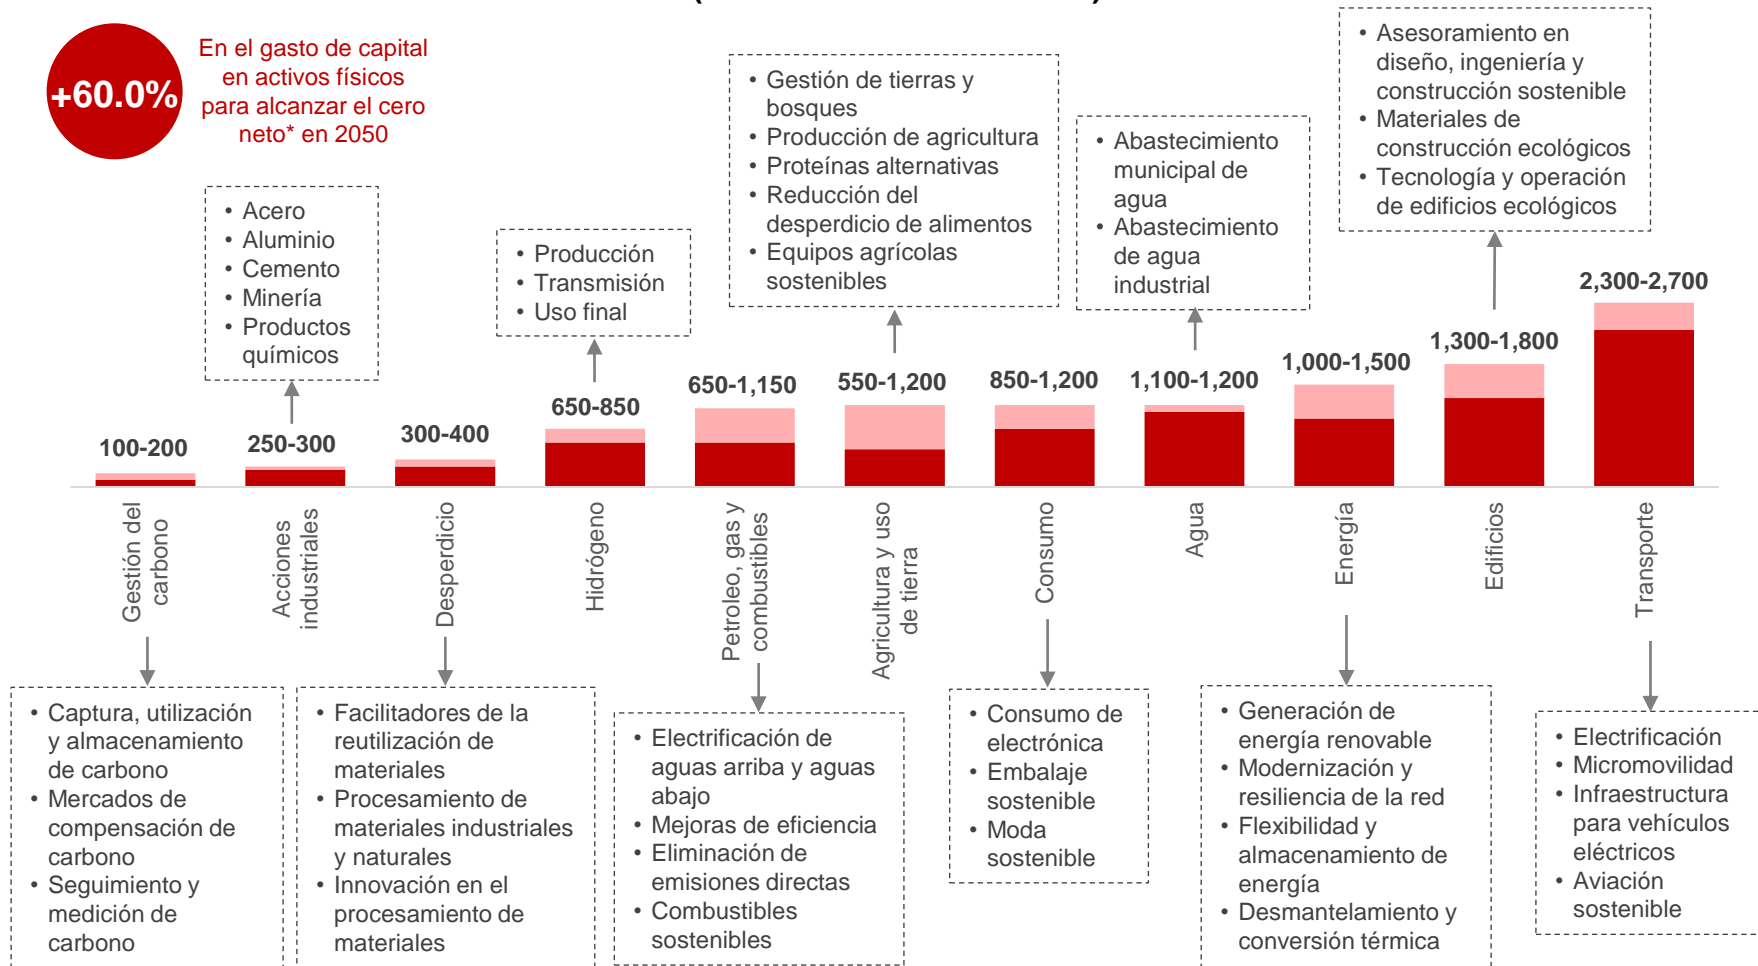 +60.0%
En el gasto de capital
en activos físicos
para alcanzar el cero
neto* en 2050
• Acero
• Aluminio
• Cemento
• Minería
• Productos
químicos
• Producción
• Transmisión
• Uso final
• Gestión de tierras y
bosques
• Producción de agricultura
• Proteínas alternativas
• Reducción del
desperdicio de alimentos
• Equipos agrícolas
sostenibles
• Abastecimiento
municipal de
agua
• Abastecimiento
de agua
industrial
• Asesoramiento en
diseño, ingeniería y
construcción sostenible
• Materiales de
construcción ecológicos
• Tecnología y operación
de edificios ecológicos
100-200
250-300
300-400
650-850
650-1,150
550-1,200
850-1,200
1,100-1,200
1,000-1,500
1,300-1,800
2,300-2,700
Gestión del
carbono
Acciones
industriales
Desperdicio
Hidrógeno
Petroleo, gas y
combustibles
Agricultura y uso
de tierra
Consumo
Agua
Energía
Edificios
Transporte
• Captura, utilización
y almacenamiento
de carbono
• Mercados de
compensación de
carbono
• Seguimiento y
medición de
carbono
• Facilitadores de la
reutilización de
materiales
• Procesamiento de
materiales industriales
y naturales
• Innovación en el
procesamiento de
materiales
• Electrificación de
aguas arriba y aguas
abajo
• Mejoras de eficiencia
• Eliminación de
emisiones directas
• Combustibles
sostenibles
• Consumo de
electrónica
• Embalaje
sostenible
• Moda
sostenible
• Generación de
energía renovable
• Modernización y
resiliencia de la red
• Flexibilidad y
almacenamiento de
energía
• Desmantelamiento y
conversión térmica
• Electrificación
• Micromovilidad
• Infraestructura
para vehículos
eléctricos
• Aviación
sostenible